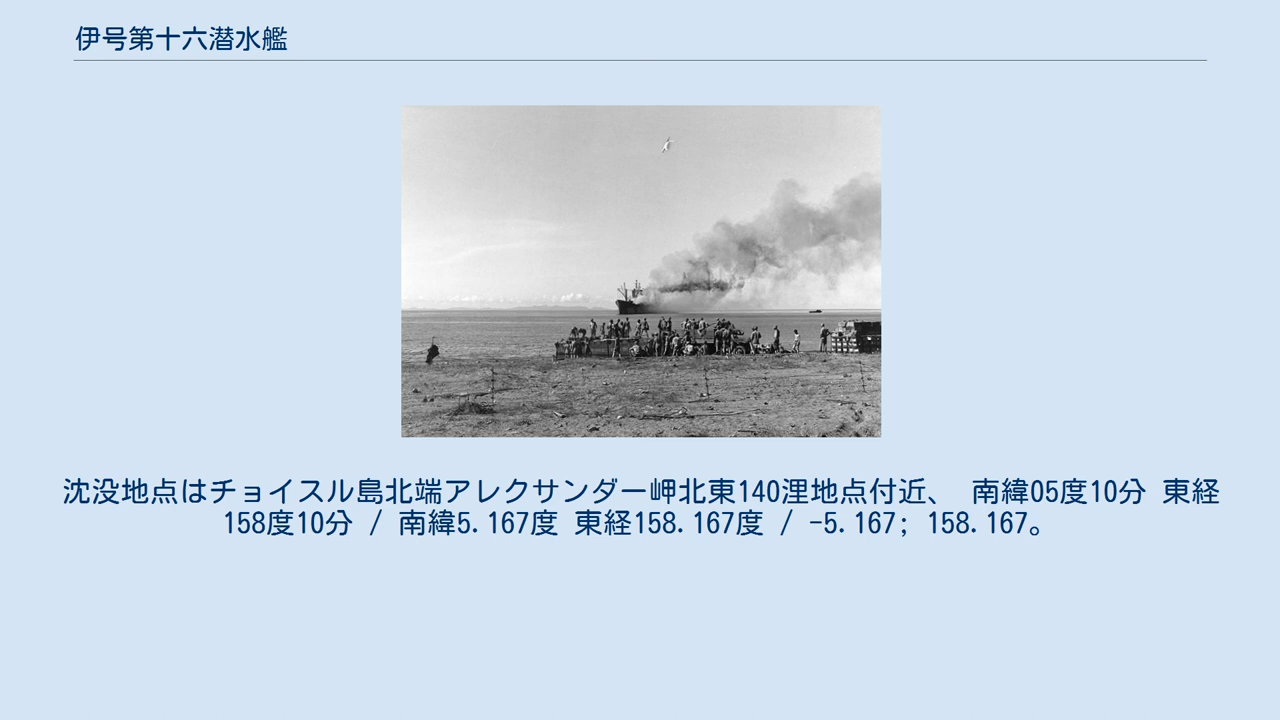 伊号第十六潜水艦
沈没地点はチョイスル島北端アレクサンダー岬北東140浬地点付近、 南緯05度10分 東経
158度10分 / 南緯5.167度 東経158.167度 / -5.167; 158.167。